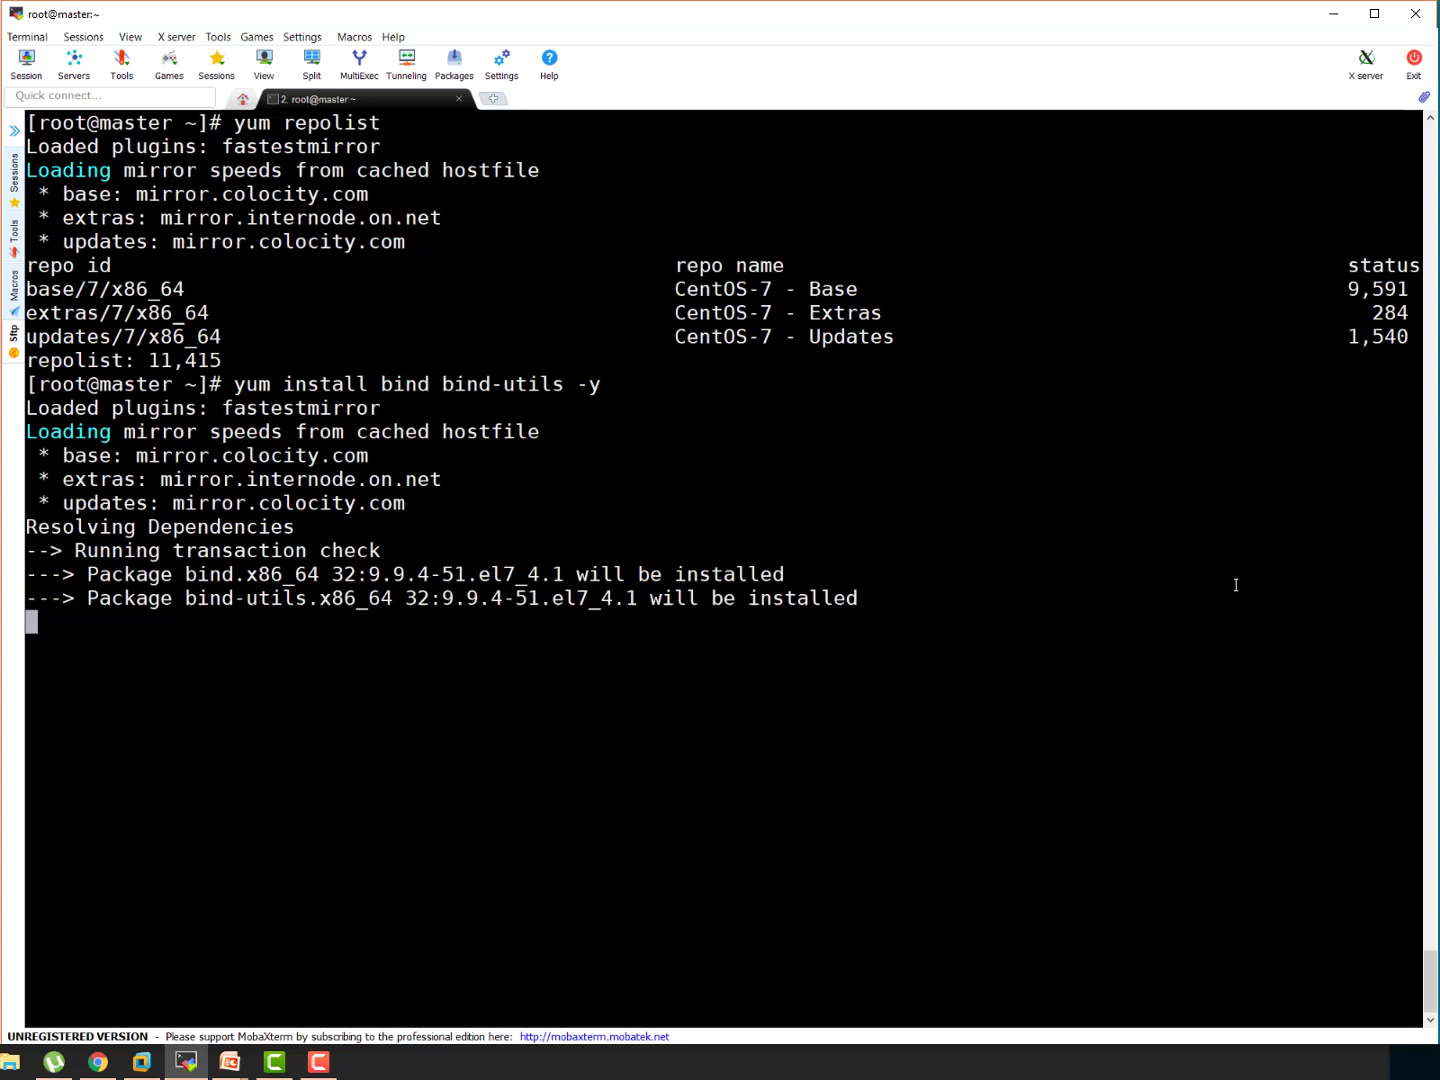 root@master:~
Terminal Sessions View X server Tools Games Settings Macros Help
Session Servers Tools Games Sessions View Split MultiExec Tunneling Packages Settings Help X server Exit
Quick connect...
2. root@master:~
Sessions
Tools
Macros
Sftp
[root@master ~]# yum repolist
Loaded plugins: fastestmirror
Loading mirror speeds from cached hostfile
* base: mirror.colocity.com
* extras: mirror.internode.on.net
* updates: mirror.colocity.com
repo id repo name status
base/7/x86_64 CentOS-7 - Base 9,591
extras/7/x86_64 CentOS-7 - Extras 284
updates/7/x86_64 CentOS-7 - Updates 1,540
repolist: 11,415
[root@master ~]# yum install bind bind-utils -y
Loaded plugins: fastestmirror
Loading mirror speeds from cached hostfile
* base: mirror.colocity.com
* extras: mirror.internode.on.net
* updates: mirror.colocity.com
Resolving Dependencies
--> Running transaction check
---> Package bind.x86_64 32:9.9.4-51.el7_4.1 will be installed
---> Package bind-utils.x86_64 32:9.9.4-51.el7_4.1 will be installed
UNREGISTERED VERSION - Please support MobaXterm by subscribing to the professional edition here: http://mobaxterm.mobatek.net